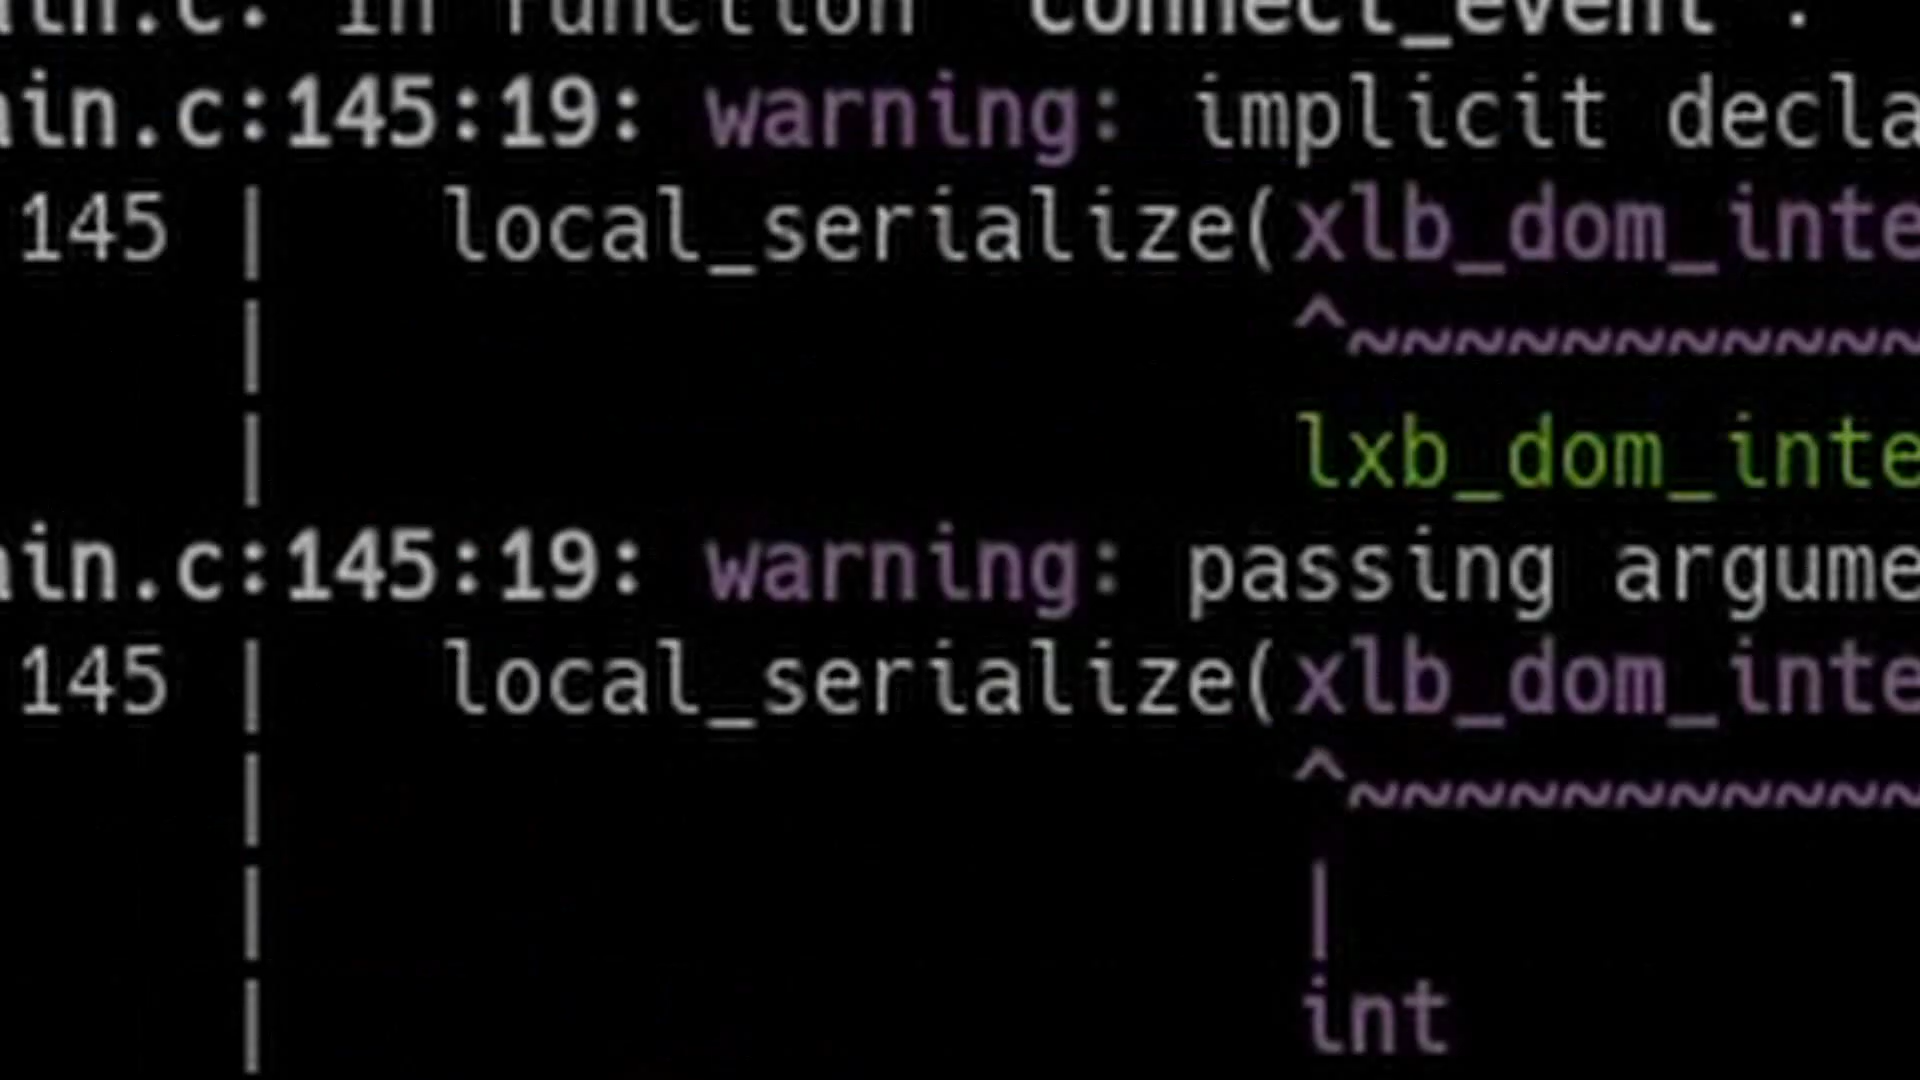 ain.c: In function 'connect_event':
ain.c:145:19: warning: implicit decla
145 | local_serialize(xlb_dom_inte
| ^~~~~~~~~~~~
| lxb_dom_inte
ain.c:145:19: warning: passing argume
145 | local_serialize(xlb_dom_inte
| ^~~~~~~~~~~~
| |
| int